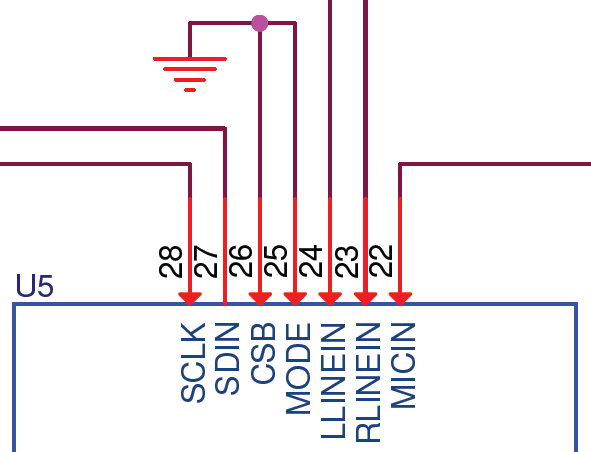 28
27
26
25
24
23
22
U5
SCLK
SDIN
CSB
MODE
LLINEIN
RLINEIN
MICIN